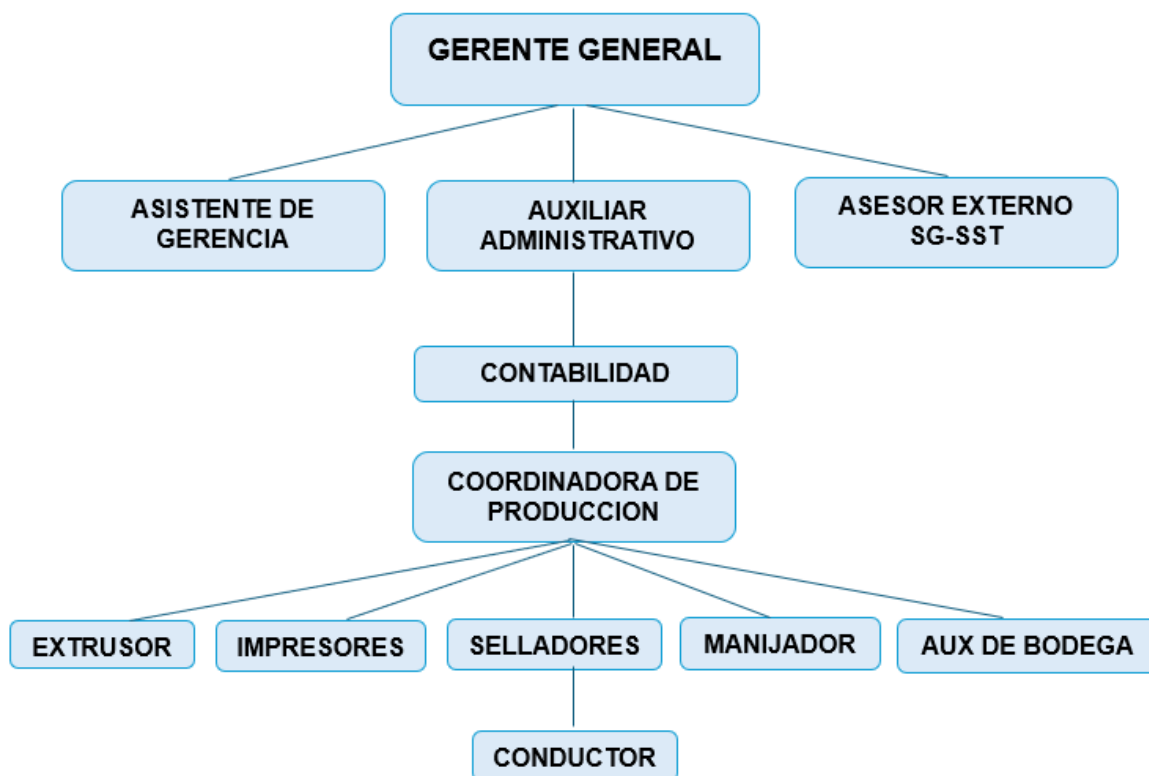 GERENTE GENERAL
ASISTENTE DE
GERENCIA
AUXILIAR
ADMINISTRATIVO
ASESOR EXTERNO
SG-SST
CONTABILIDAD
COORDINADORA DE
PRODUCCION
EXTRUSOR
IMPRESORES
SELLADORES
MANIJADOR
AUX DE BODEGA
CONDUCTOR